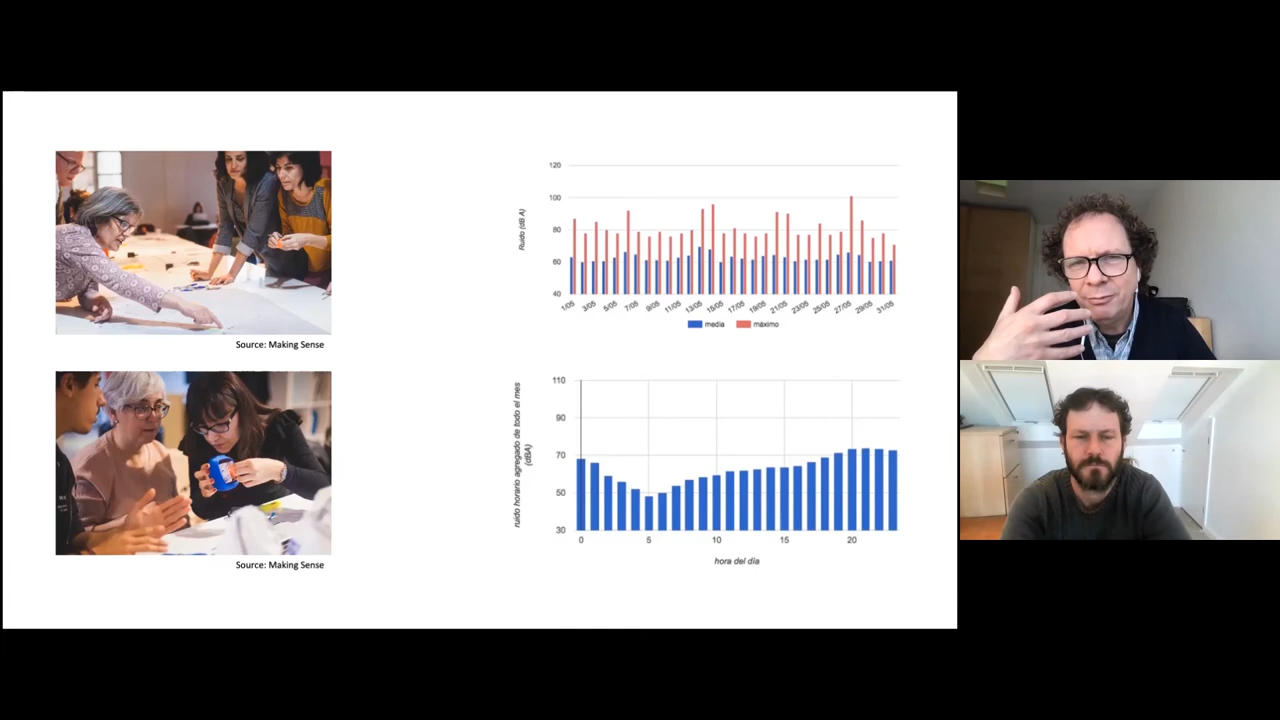 Source: Making Sense
Source: Making Sense
120
100
80
60
40
Ruido (dB A)
1/05 3/05 5/05 7/05 9/05 11/05 13/05 15/05 17/05 19/05 21/05 23/05 25/05 27/05 29/05 31/05
media máximo
110
90
70
50
30
ruido horario agregado de todo el mes
(dBA)
0 5 10 15 20
hora del día